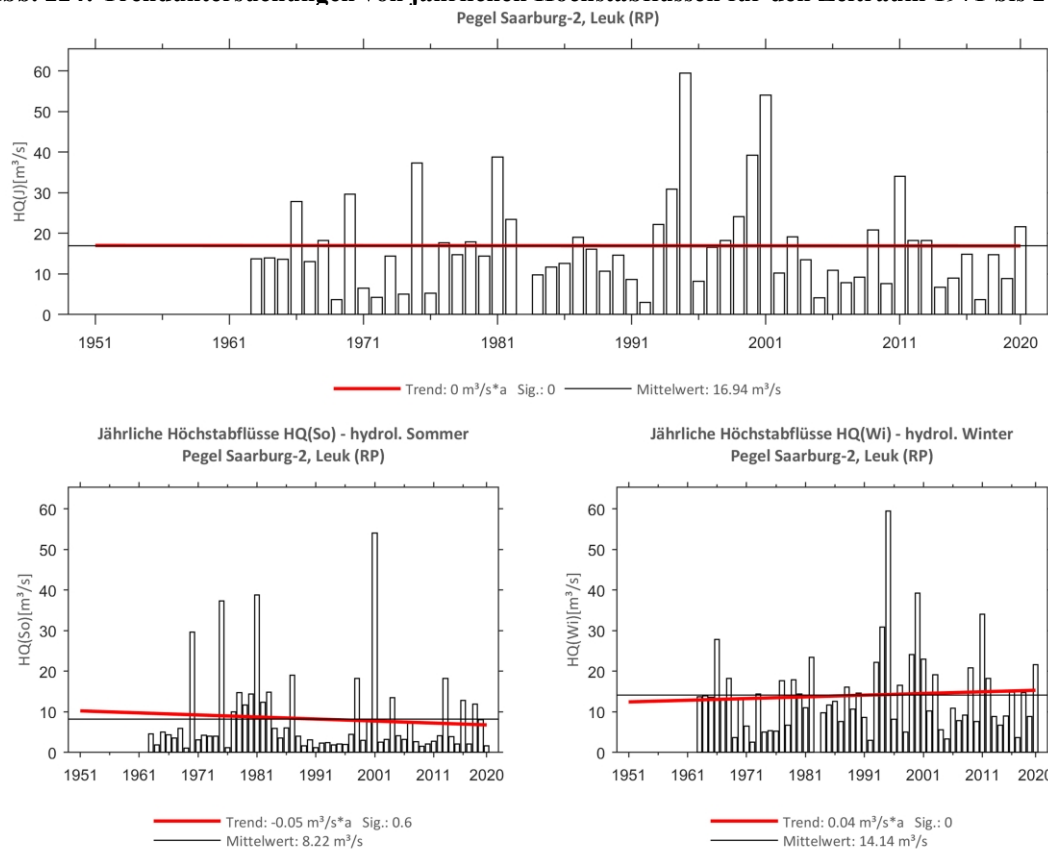 Pegel Saarburg-2, Leuk (RP)
HQ(J)[m³/s]
60
50
40
30
20
10
0
1951 1961 1971 1981 1991 2001 2011 2020
Trend: 0 m³/s*a Sig.: 0 Mittelwert: 16.94 m³/s
Jährliche Höchstabflüsse HQ(So) - hydrol. Sommer
Pegel Saarburg-2, Leuk (RP)
HQ(So)[m³/s]
60
50
40
30
20
10
0
1951 1961 1971 1981 1991 2001 2011 2020
Trend: -0.05 m³/s*a Sig.: 0.6
Mittelwert: 8.22 m³/s
Jährliche Höchstabflüsse HQ(Wi) - hydrol. Winter
Pegel Saarburg-2, Leuk (RP)
HQ(Wi)[m³/s]
60
50
40
30
20
10
0
1951 1961 1971 1981 1991 2001 2011 2020
Trend: 0.04 m³/s*a Sig.: 0
Mittelwert: 14.14 m³/s